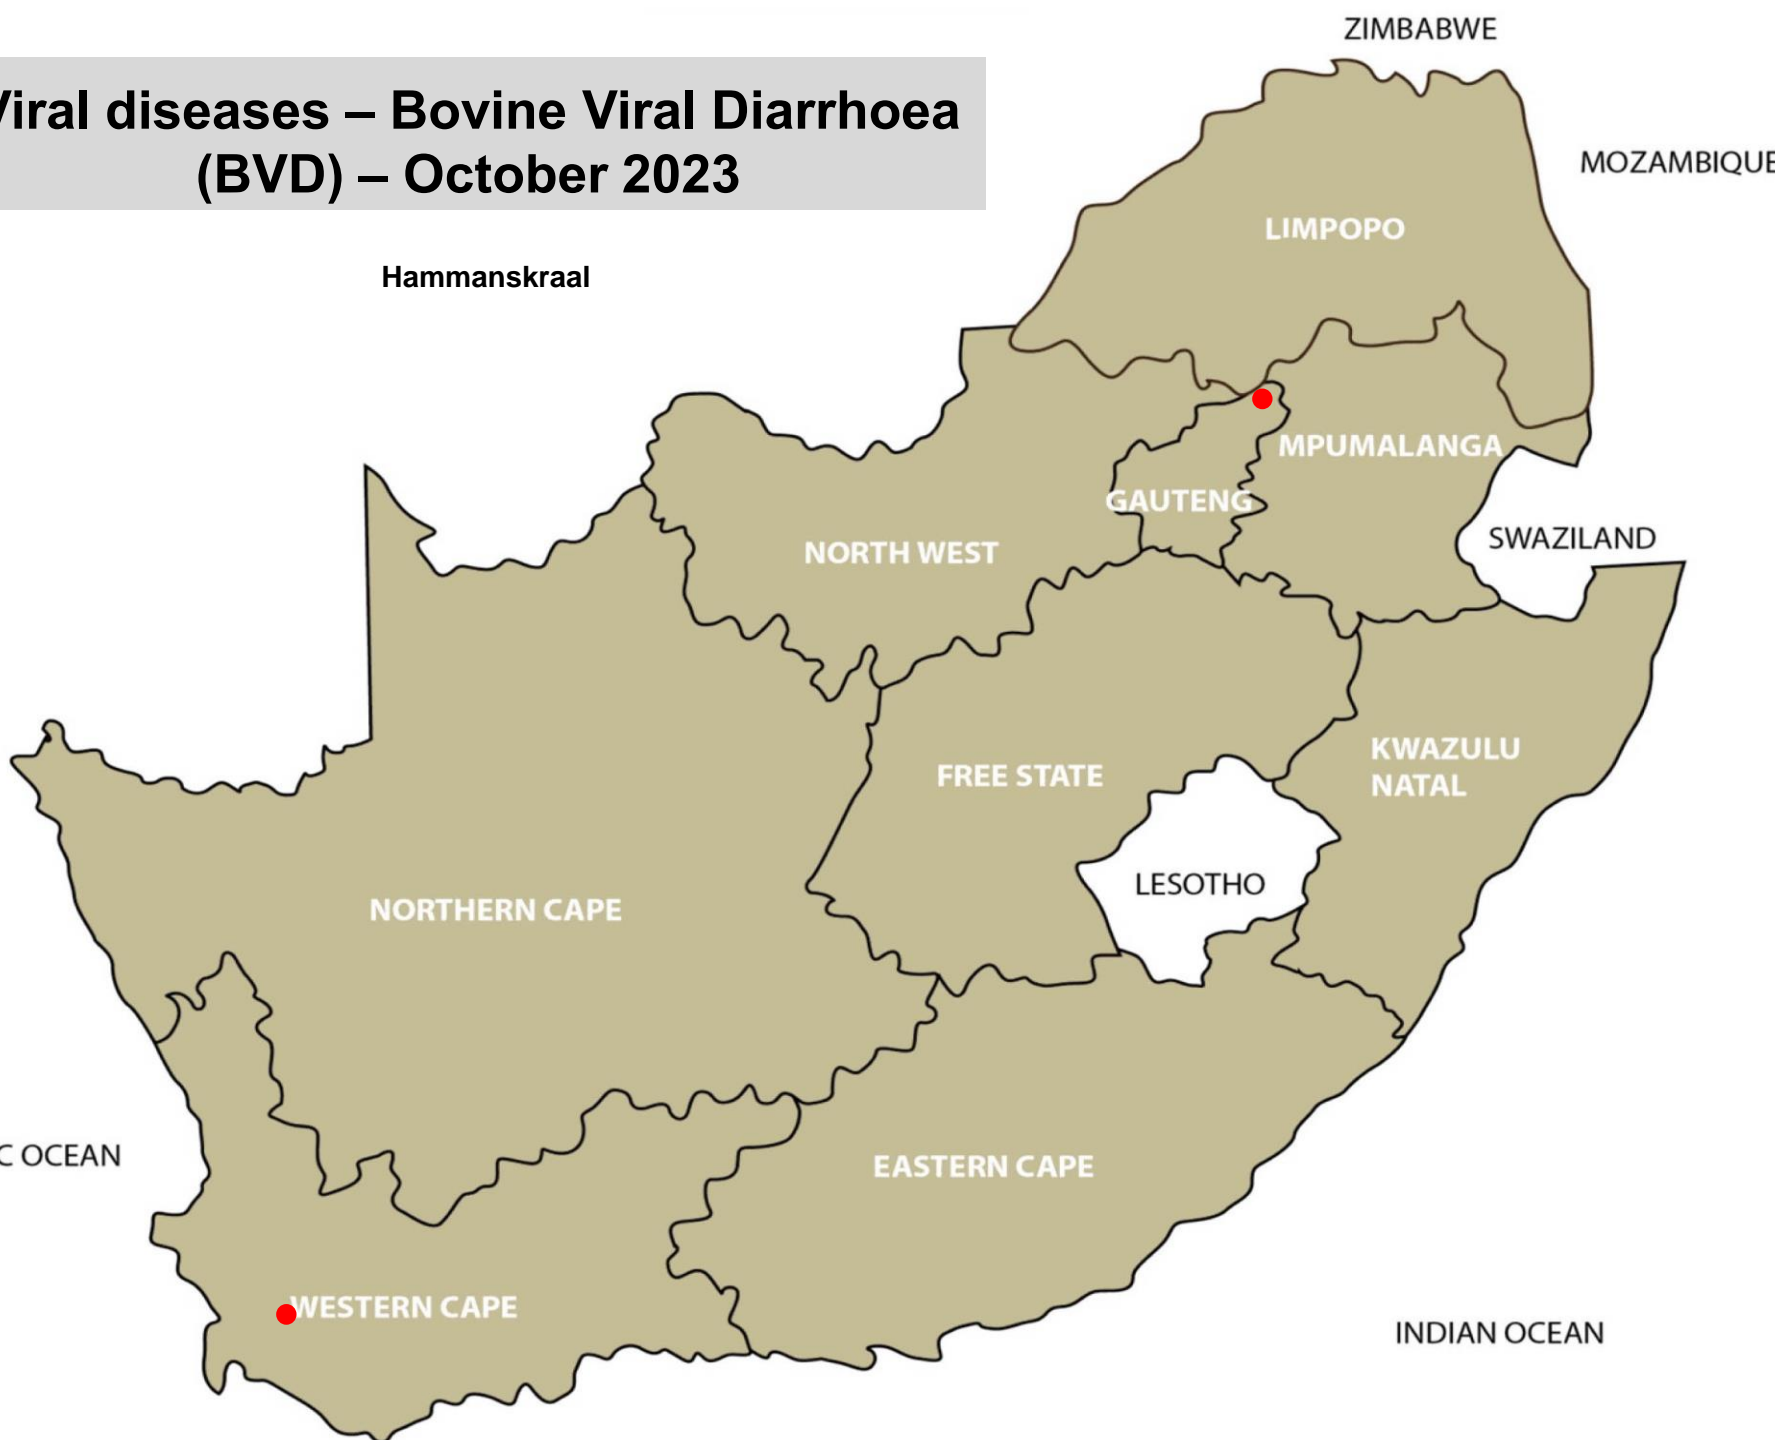 Viral diseases – Bovine Viral Diarrhoea
(BVD) – October 2023
ZIMBABWE
MOZAMBIQUE
LIMPOPO
Hammanskraal
MPUMALANGA
GAUTENG
SWAZILAND
NORTH WEST
KWAZULU
NATAL
FREE STATE
LESOTHO
NORTHERN CAPE
C OCEAN
EASTERN CAPE
WESTERN CAPE
INDIAN OCEAN